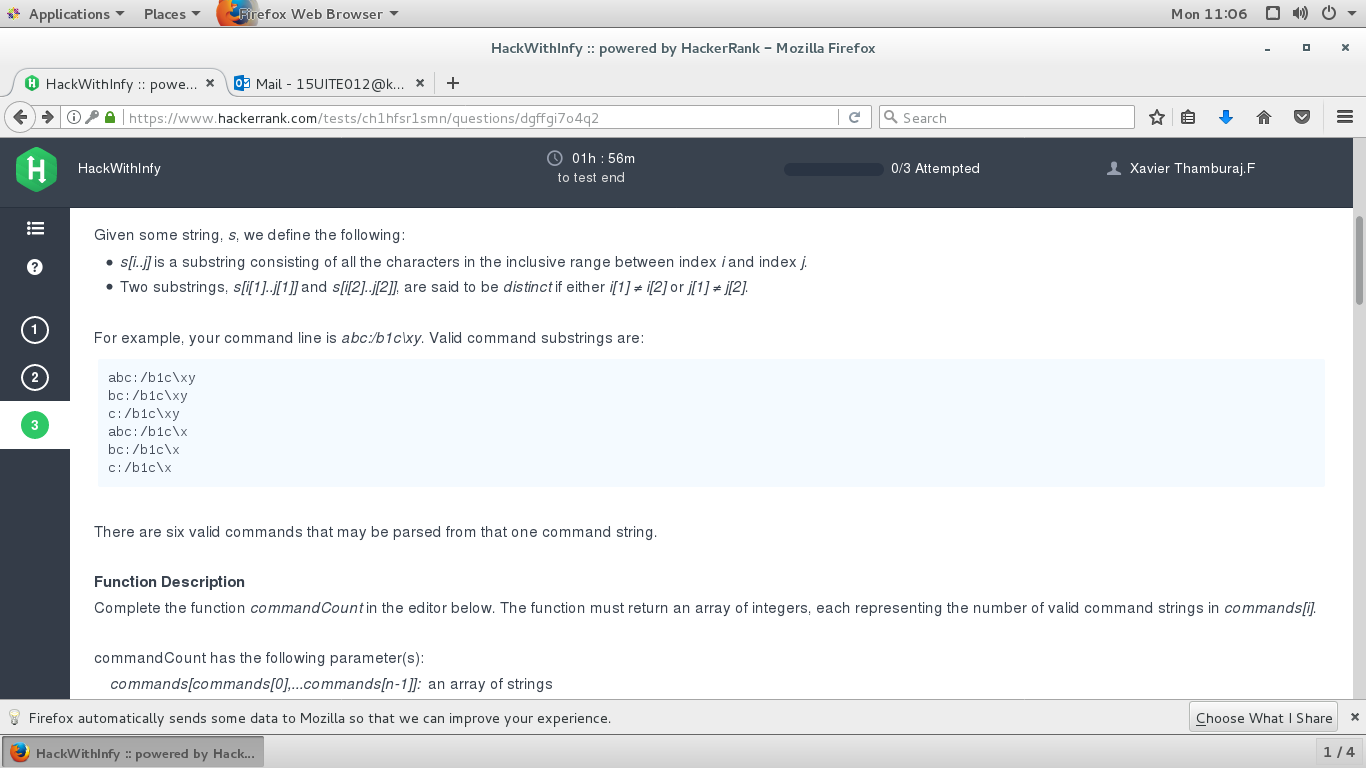 Applications Places Firefox Web Browser Mon 11:06
HackWithInfy :: powered by HackerRank - Mozilla Firefox
HackWithInfy :: powe... × Mail - 15UITE012@k... × +
https://www.hackerrank.com/tests/ch1hfsr1smn/questions/dgffgi7o4q2 Search
H HackWithInfy 01h : 56m to test end 0/3 Attempted Xavier Thamburaj.F
Given some string, s, we define the following:
• s[i..j] is a substring consisting of all the characters in the inclusive range between index i and index j.
• Two substrings, s[i[1]..j[1]] and s[i[2]..j[2]], are said to be distinct if either i[1] ≠ i[2] or j[1] ≠ j[2].
For example, your command line is abc:/b1c\xy. Valid command substrings are:
abc:/b1c\xy
bc:/b1c\xy
c:/b1c\xy
abc:/b1c\x
bc:/b1c\x
c:/b1c\x
There are six valid commands that may be parsed from that one command string.
Function Description
Complete the function commandCount in the editor below. The function must return an array of integers, each representing the number of valid command strings in commands[i].
commandCount has the following parameter(s):
commands[commands[0],...commands[n-1]]: an array of strings
?
1
2
3
Firefox automatically sends some data to Mozilla so that we can improve your experience. Choose What I Share ×
HackWithInfy :: powered by Hack... 1 / 4